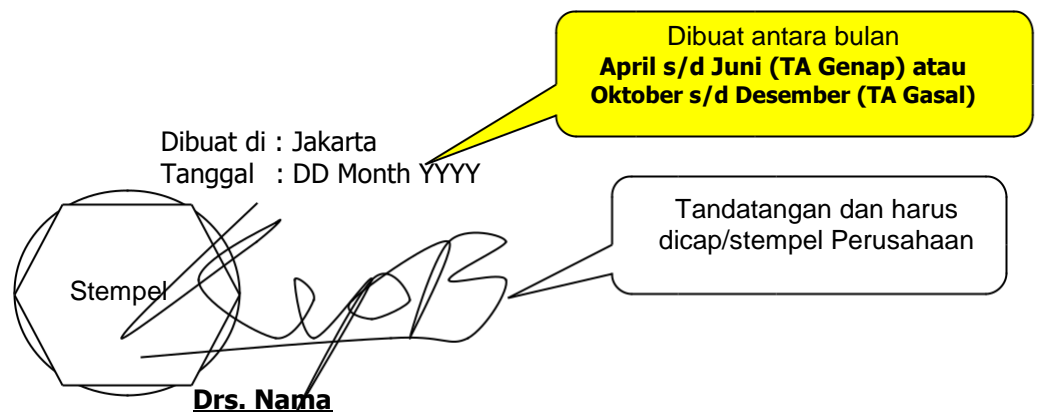 Dibuat antara bulan
April s/d Juni (TA Genap) atau
Oktober s/d Desember (TA Gasal)
Dibuat di : Jakarta
Tanggal : DD Month YYYY
Tandatangan dan harus
dicap/stempel Perusahaan
Stempel
Drs. Nama